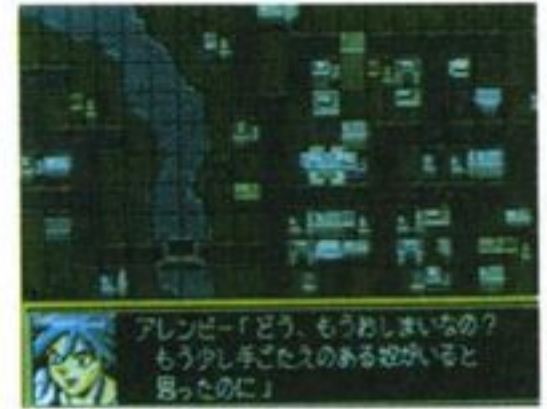 アレンビー「どう、もうおしまいなの?
もう少し手ごたえのある奴がいると
思ったのに」